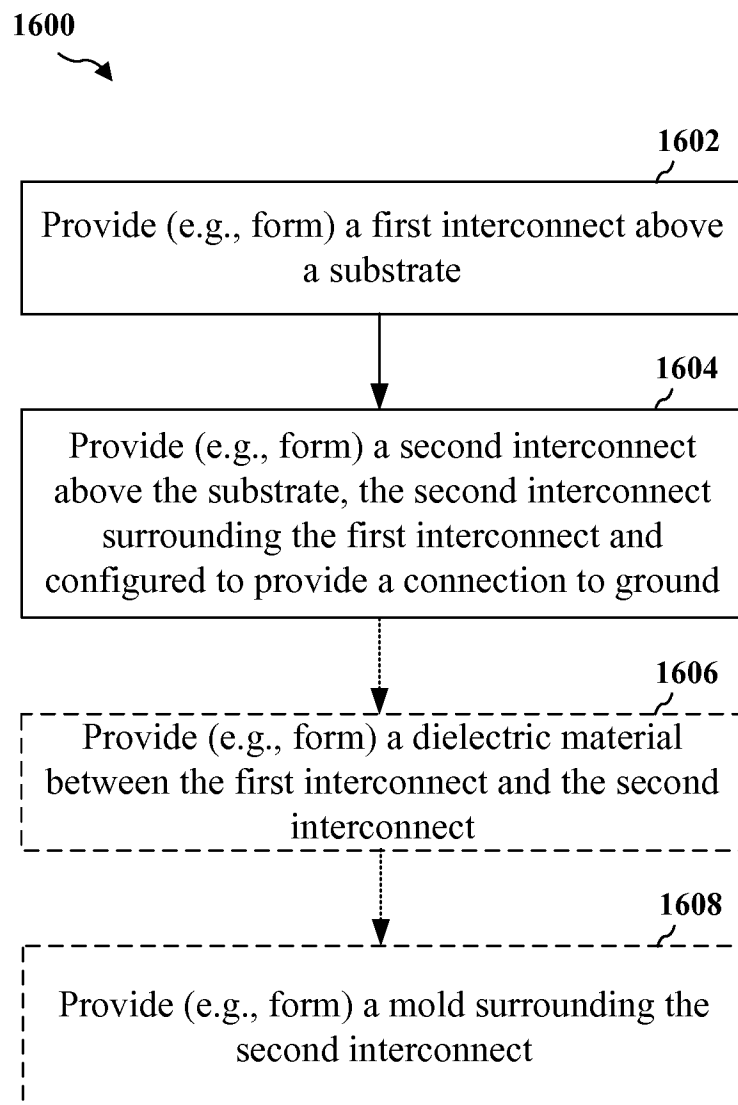 1600
1602
Provide (e.g., form) a first interconnect above
a substrate
1604
Provide (e.g., form) a second interconnect
above the substrate, the second interconnect
surrounding the first interconnect and
configured to provide a connection to ground
1606
Provide (e.g., form) a dielectric material
between the first interconnect and the second
interconnect
1608
Provide (e.g., form) a mold surrounding the
second interconnect